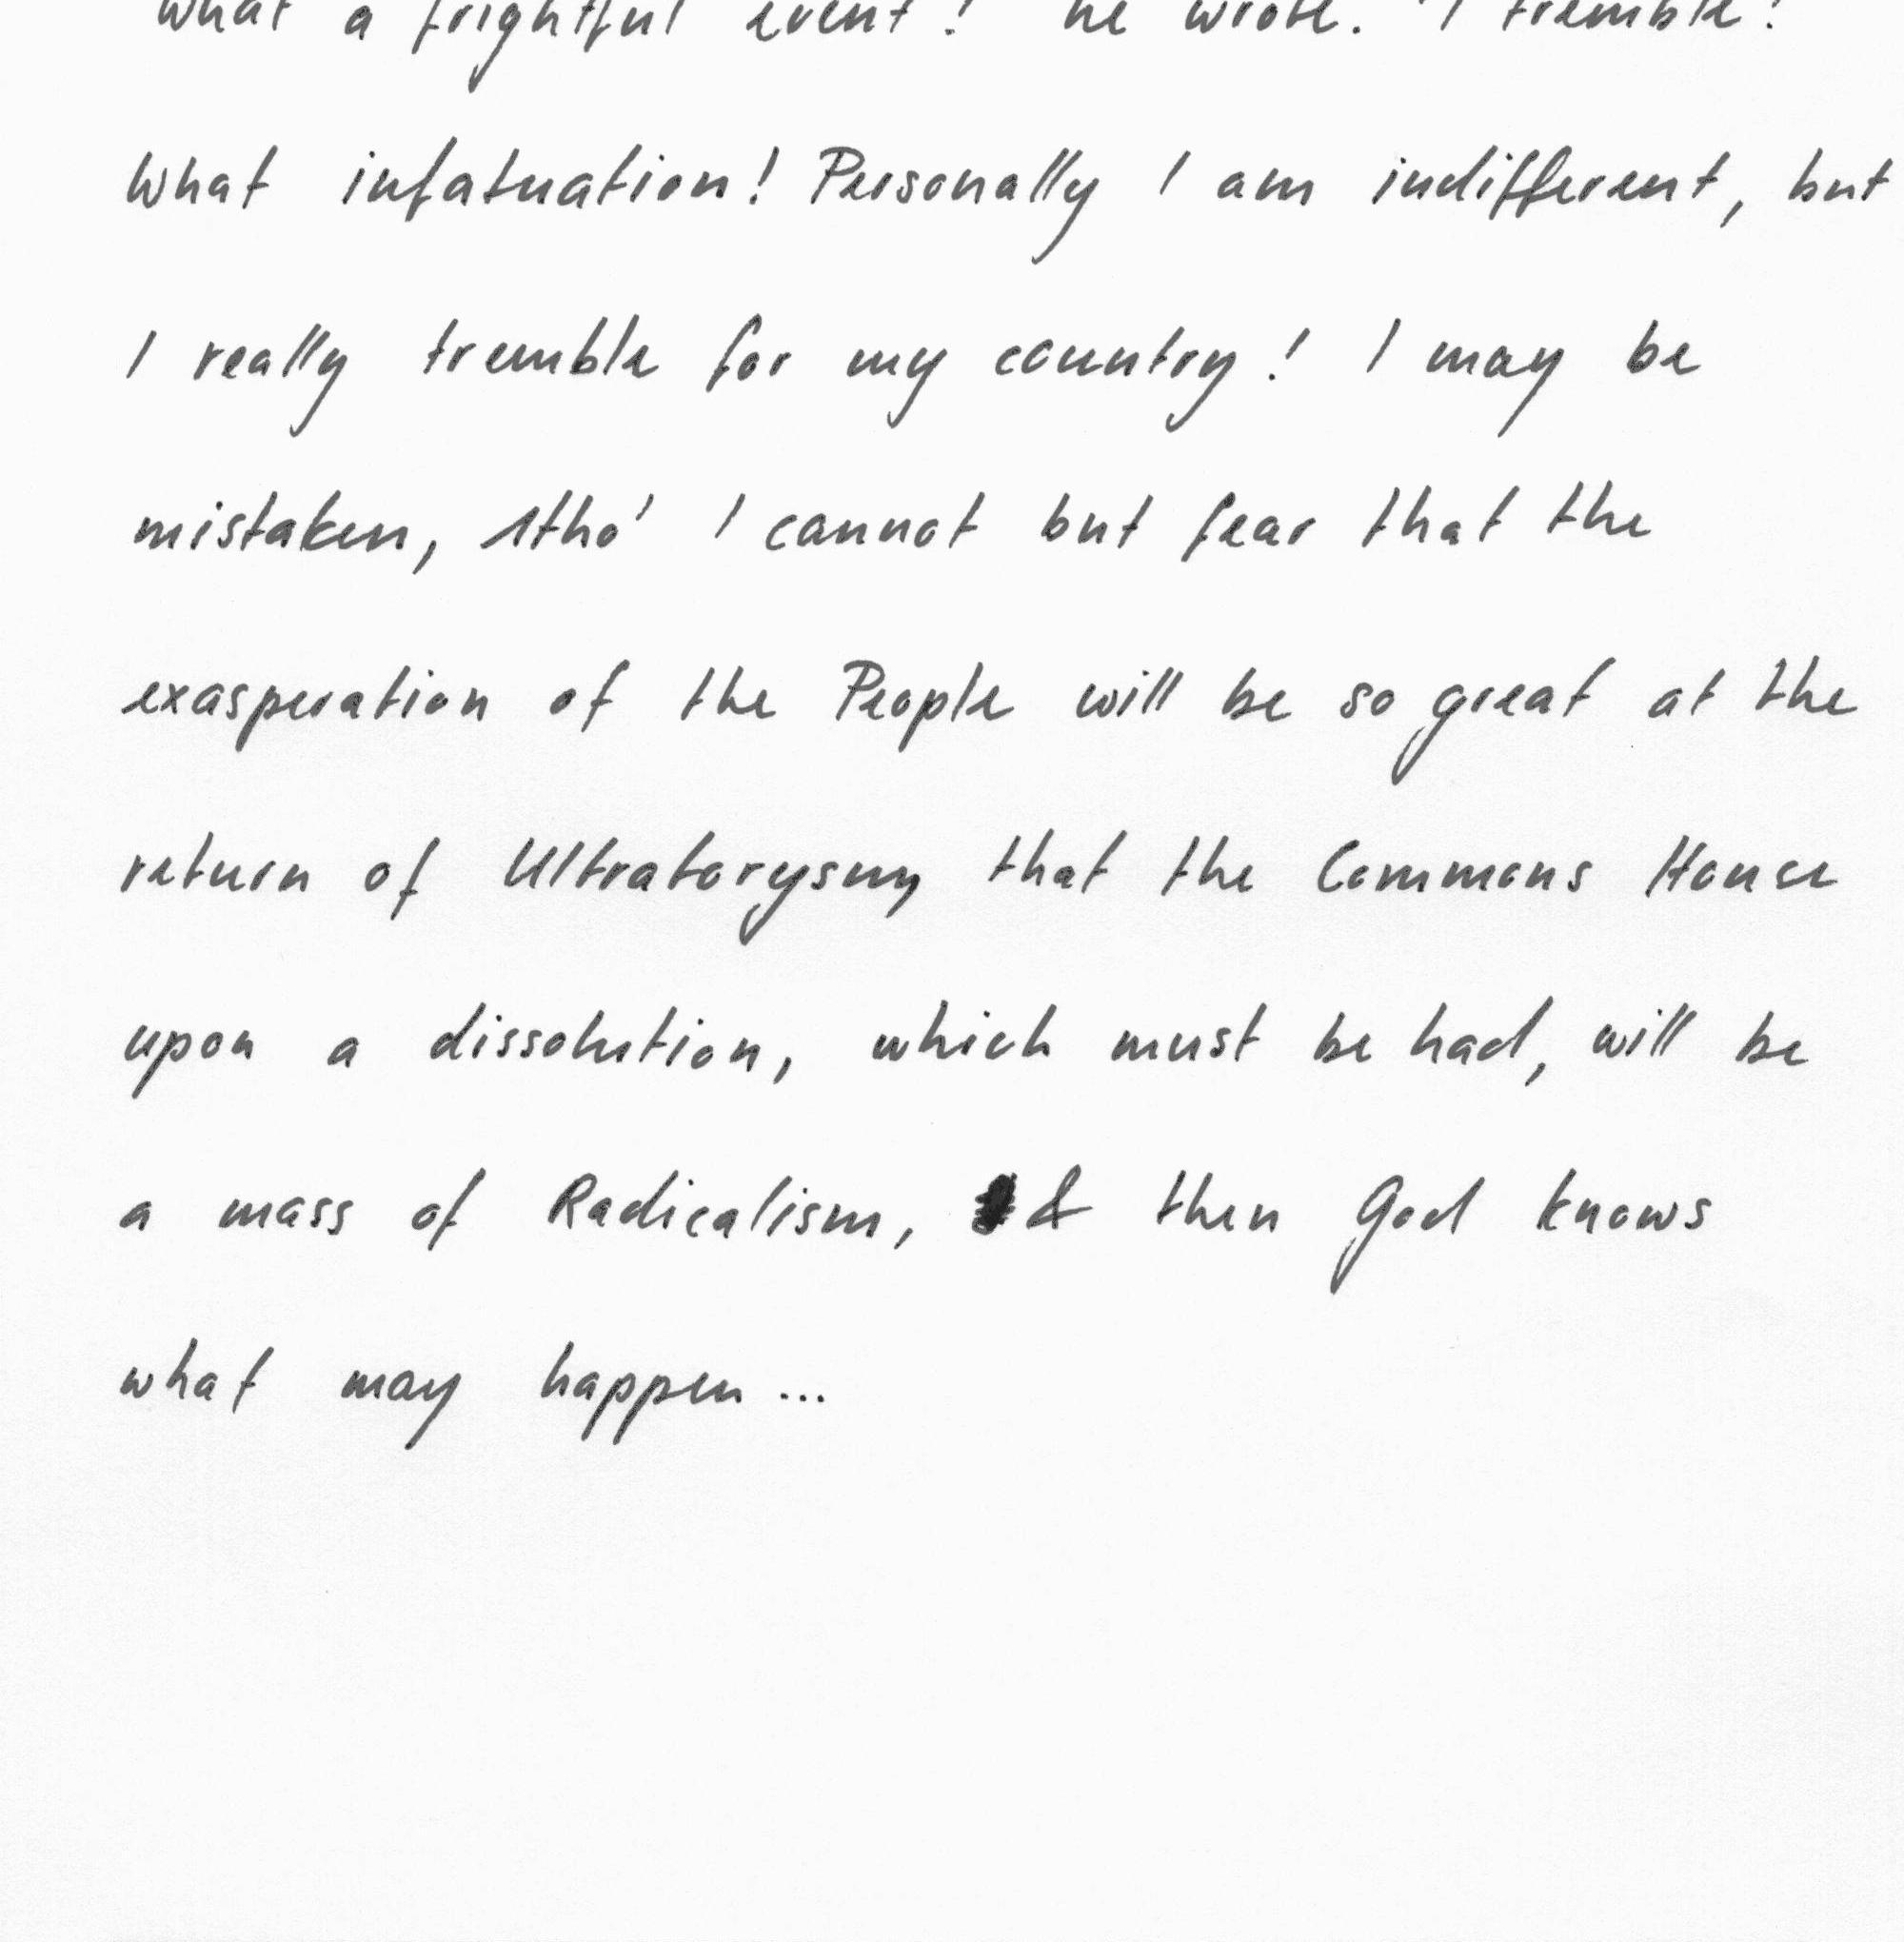 what a frightful event! he wrote. 'I tremble!
What infatuation! Personally I am indifferent, but
I really tremble for my country! I may be
mistaken, 1tho' I cannot but fear that the
exasperation of the People will be so great at the
return of Ultratorysm that the Commons House
upon a dissolution, which must be had, will be
a mass of Radicalism, & then God knows
what may happen...